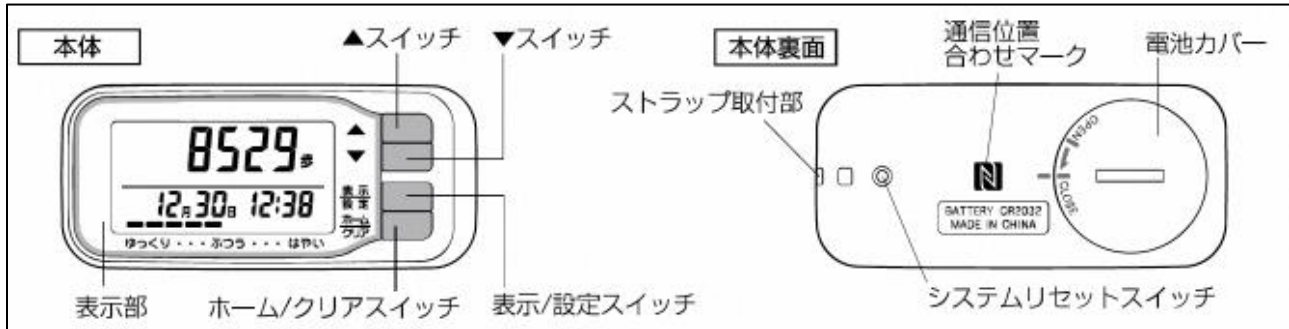 本体
▲スイッチ
▼スイッチ
8529歩
▲
▼
12月30日 12:38
表示
設定
ホーム
クリア
ゆっくり・・・ふつう・・・はやい
表示部
ホーム/クリアスイッチ
表示/設定スイッチ
本体裏面
通信位置
合わせマーク
電池カバー
ストラップ取付部
OPEN
CLOSE
N
BATTERY CR2032
MADE IN CHINA
システムリセットスイッチ